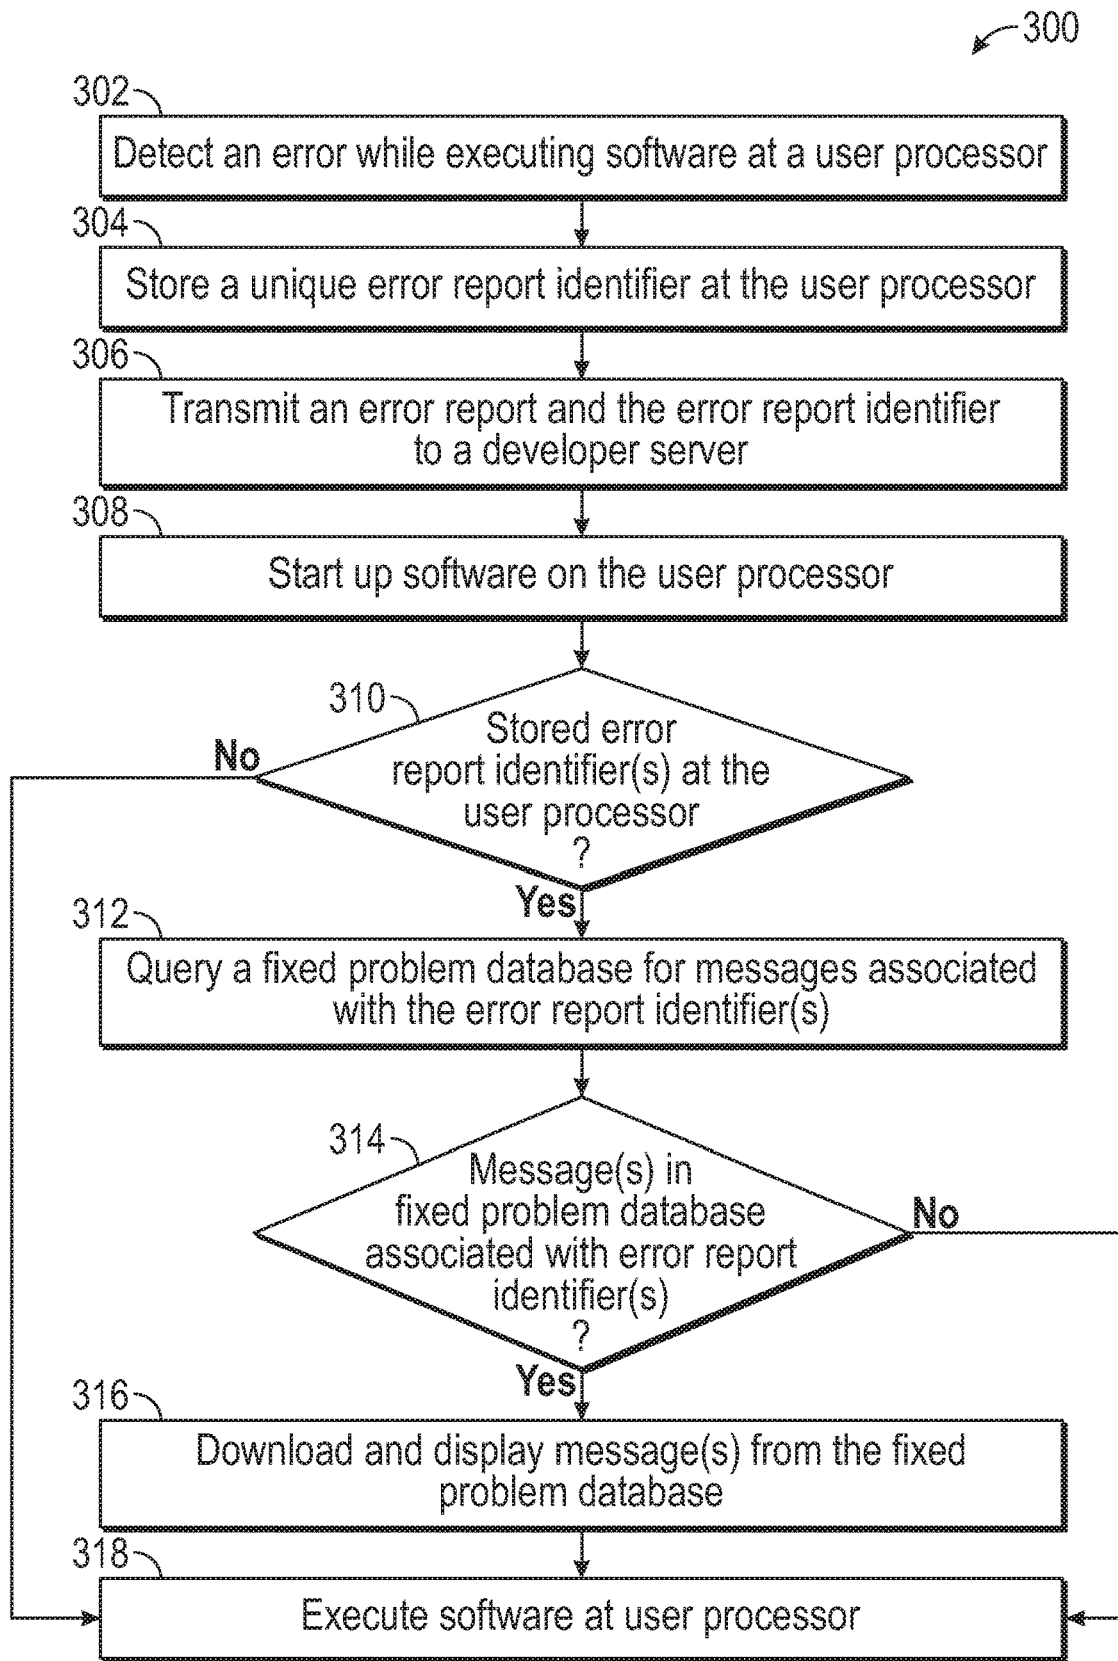 300
302
Detect an error while executing software at a user processor
304
Store a unique error report identifier at the user processor
306
Transmit an error report and the error report identifier
to a developer server
308
Start up software on the user processor
310
Stored error
report identifier(s) at the
user processor
?
No
Yes
312
Query a fixed problem database for messages associated
with the error report identifier(s)
314
Message(s) in
fixed problem database
associated with error report
identifier(s)
?
No
Yes
316
Download and display message(s) from the fixed
problem database
318
Execute software at user processor